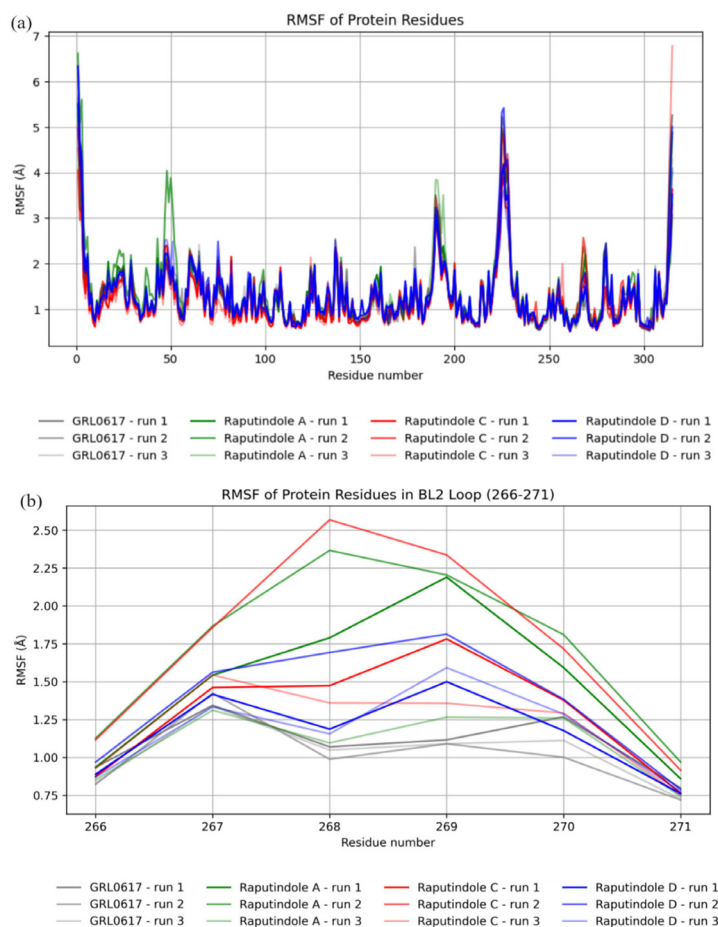 (a)
RMSF of Protein Residues
7
6
5
4
3
2
1
RMSF (Å)
0 50 100 150 200 250 300
Residue number
GRL0617 - run 1 Raputindole A - run 1 Raputindole C - run 1 Raputindole D - run 1
GRL0617 - run 2 Raputindole A - run 2 Raputindole C - run 2 Raputindole D - run 2
GRL0617 - run 3 Raputindole A - run 3 Raputindole C - run 3 Raputindole D - run 3
(b)
RMSF of Protein Residues in BL2 Loop (266-271)
2.50
2.25
2.00
1.75
1.50
1.25
1.00
0.75
RMSF (Å)
266 267 268 269 270 271
Residue number
GRL0617 - run 1 Raputindole A - run 1 Raputindole C - run 1 Raputindole D - run 1
GRL0617 - run 2 Raputindole A - run 2 Raputindole C - run 2 Raputindole D - run 2
GRL0617 - run 3 Raputindole A - run 3 Raputindole C - run 3 Raputindole D - run 3